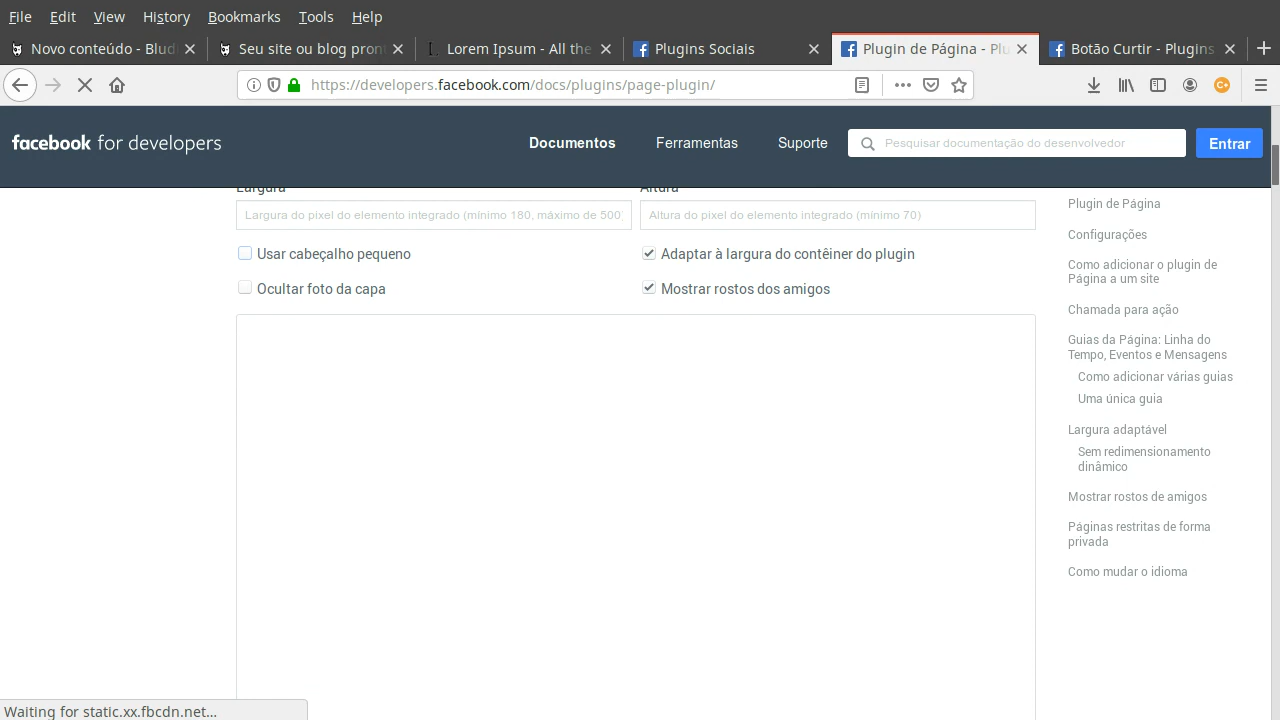 File Edit View History Bookmarks Tools Help
Novo conteúdo - Blud
Seu site ou blog pron
Lorem Ipsum - All the
Plugins Sociais
Plugin de Página - Plu
Botão Curtir - Plugins
https://developers.facebook.com/docs/plugins/page-plugin/
facebook for developers
Documentos
Ferramentas
Suporte
Pesquisar documentação do desenvolvedor
Entrar
Largura
Altura
Largura do pixel do elemento integrado (mínimo 180, máximo de 500)
Altura do pixel do elemento integrado (mínimo 70)
Usar cabeçalho pequeno
Adaptar à largura do contêiner do plugin
Ocultar foto da capa
Mostrar rostos dos amigos
Plugin de Página
Configurações
Como adicionar o plugin de
Página a um site
Chamada para ação
Guias da Página: Linha do
Tempo, Eventos e Mensagens
Como adicionar várias guias
Uma única guia
Largura adaptável
Sem redimensionamento
dinâmico
Mostrar rostos de amigos
Páginas restritas de forma
privada
Como mudar o idioma
Waiting for static.xx.fbcdn.net...